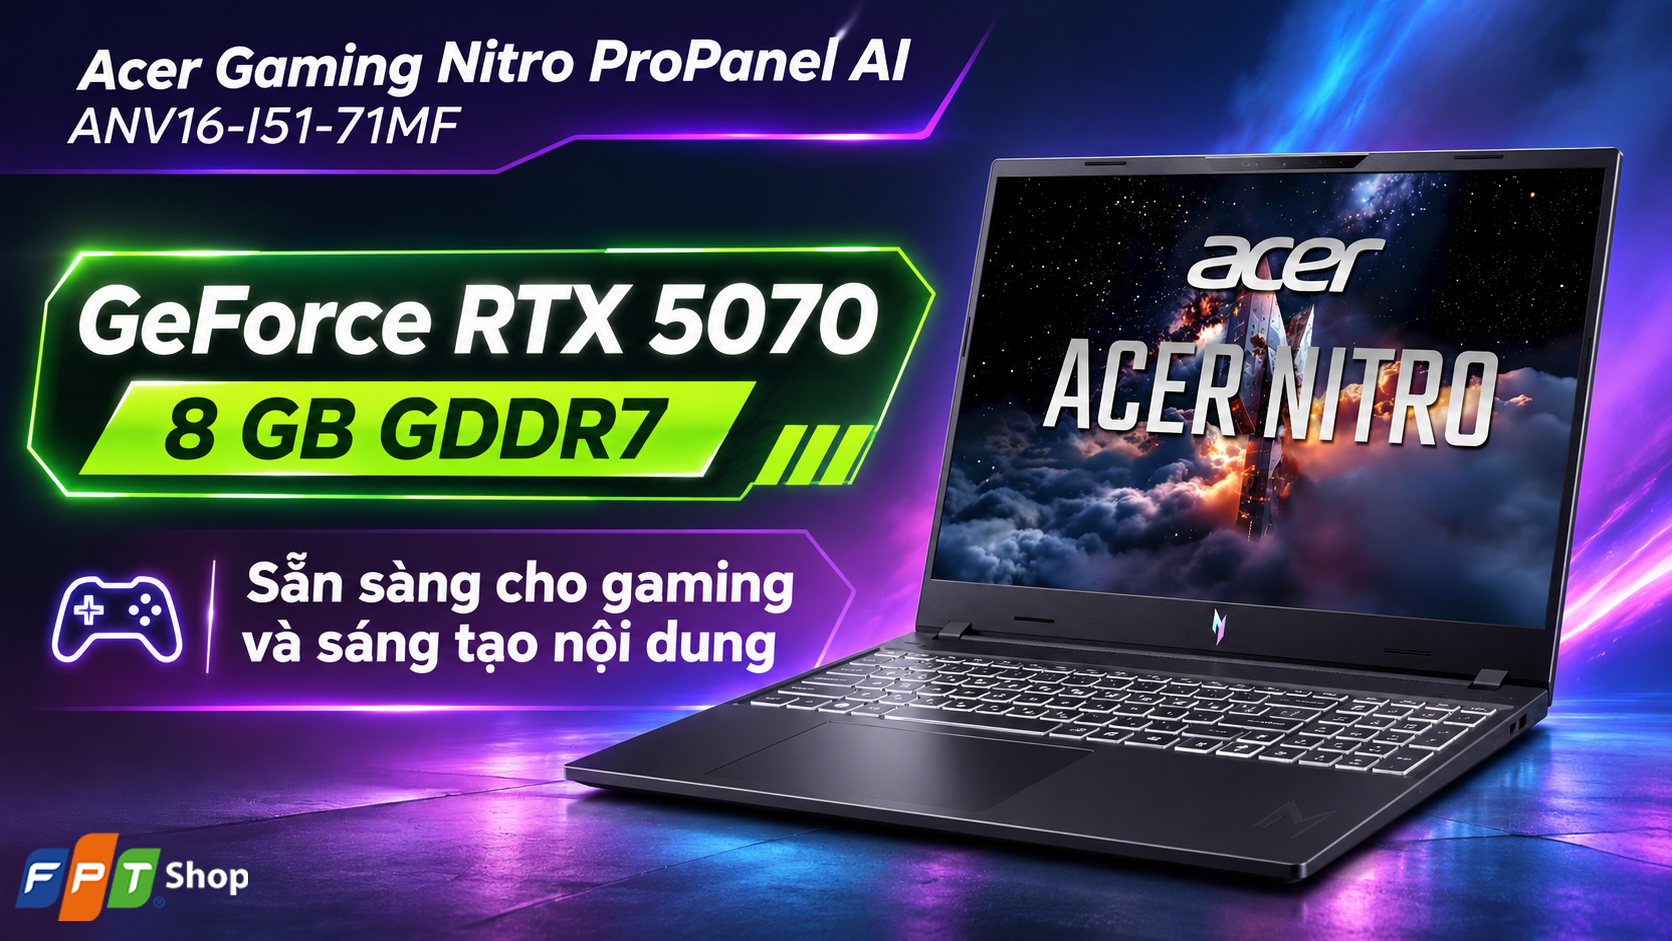 Acer Gaming Nitro ProPanel AI
ANV16-I51-71MF
GeForce RTX 5070
8 GB GDDR7
Sẵn sàng cho gaming
và sáng tạo nội dung
acer
ACER NITRO
FPT Shop